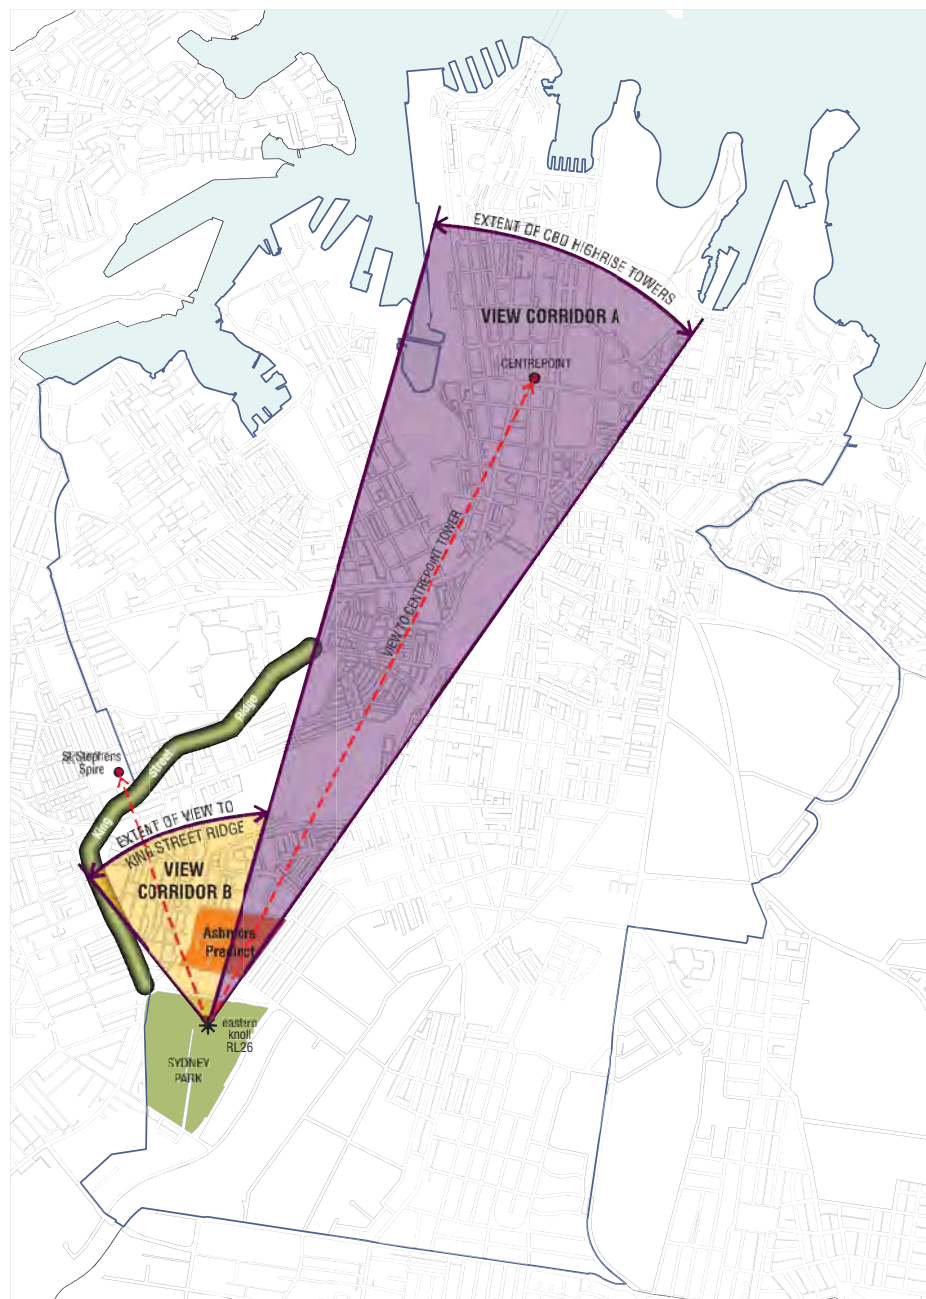 EXTENT OF CBD HIGHRISE TOWERS
VIEW CORRIDOR A
CENTREPOINT
VIEW TO CENTREPOINT TOWER
King Street Ridge
St Stephens
Spire
EXTENT OF VIEW TO
KING STREET RIDGE
VIEW
CORRIDOR B
Ashmore
Precinct
eastern
knoll
RL26
SYDNEY
PARK